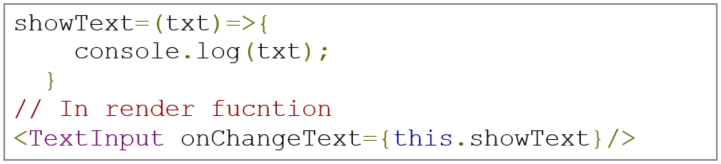 showText=(txt)=>{
    console.log(txt);
  }
// In render fucntion
<TextInput onChangeText={this.showText}/>